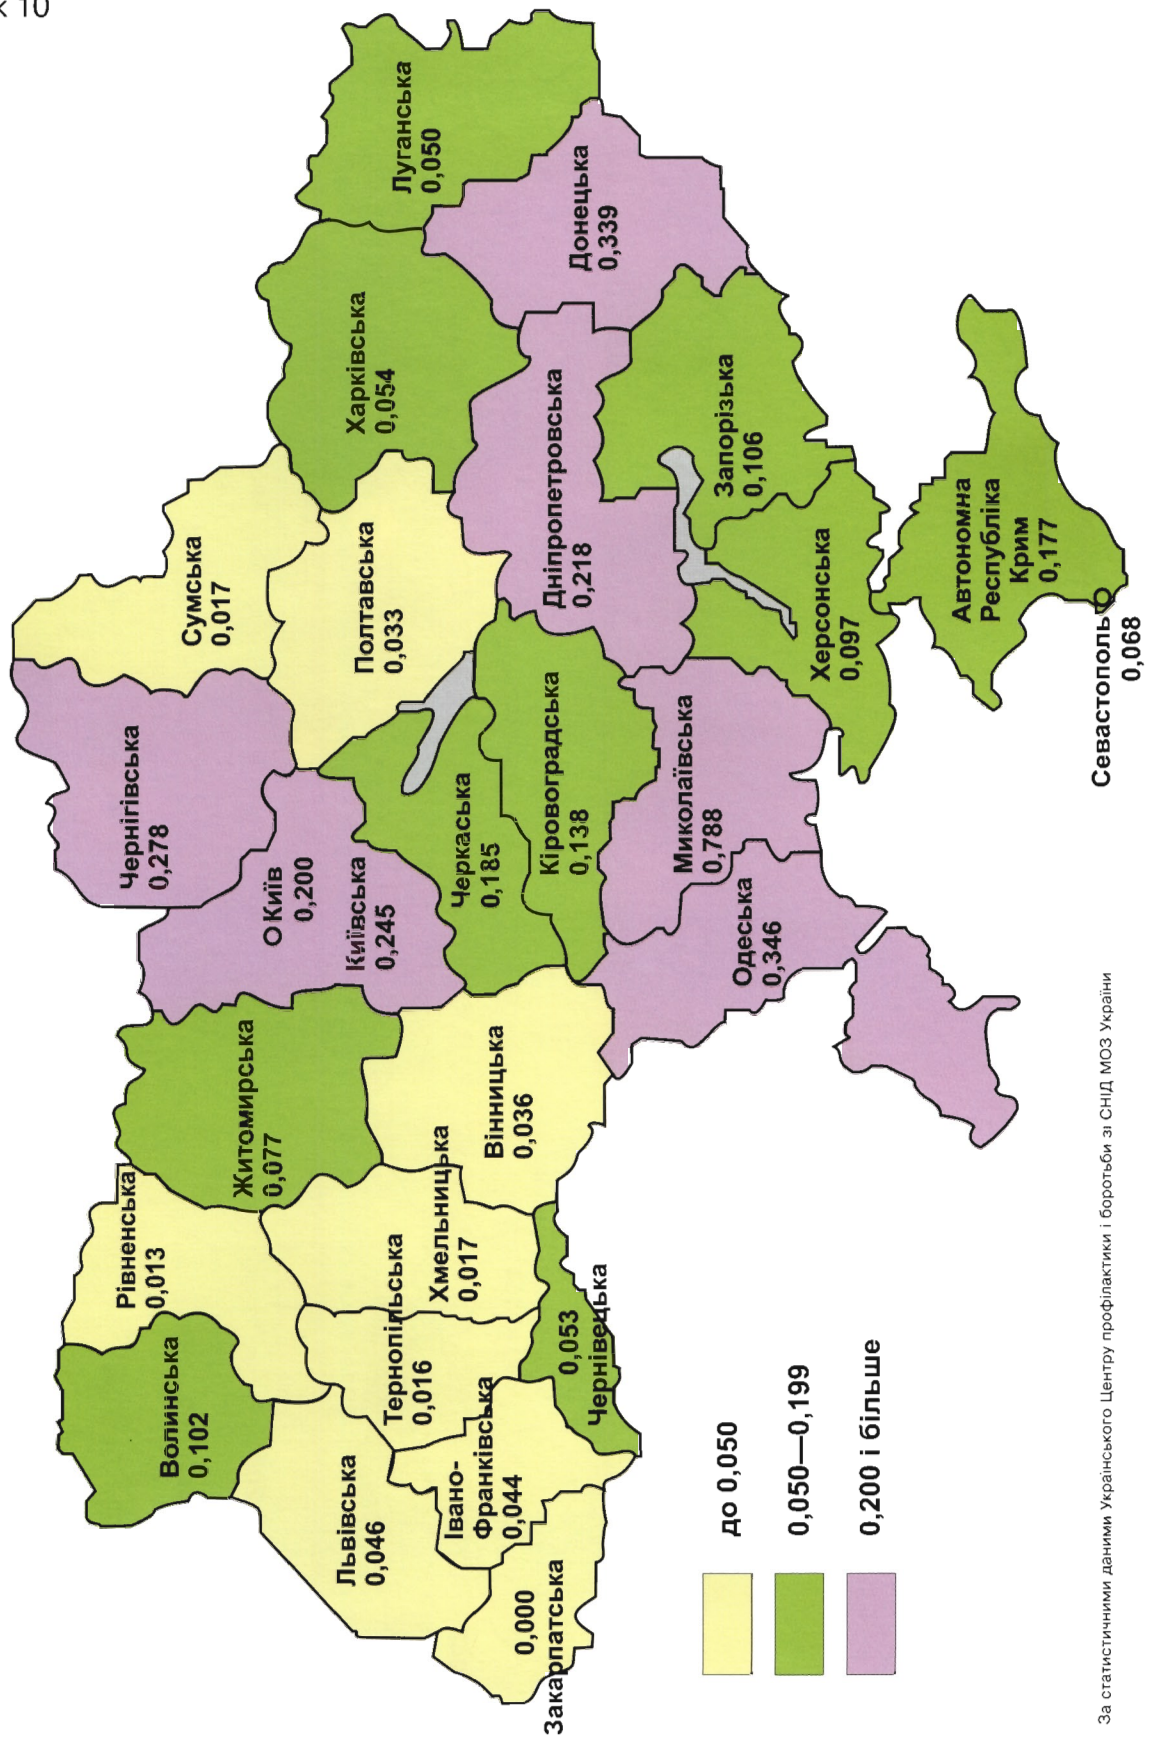 к 10
Волинська
0,102
Рівненська
0,013
Житомирська
0,077
Чернігівська
0,278
Сумська
0,017
Київ
0,200
Київська
0,245
Львівська
0,046
Тернопільська
0,016
Хмельницька
0,017
Вінницька
0,036
Івано-
Франківська
0,044
0,000
Закарпатська
0,053
Чернівецька
Черкаська
0,185
Полтавська
0,033
Харківська
0,054
Луганська
0,050
Кіровоградська
0,138
Дніпропетровська
0,218
Донецька
0,339
Миколаївська
0,788
Одеська
0,346
Запорізька
0,106
Херсонська
0,097
Автономна
Республіка
Крим
0,177
Севастополь
0,068
до 0,050
0,050—0,199
0,200 і більше
За статистичними даними Українського Центру профілактики і боротьби зі СНІД МОЗ України